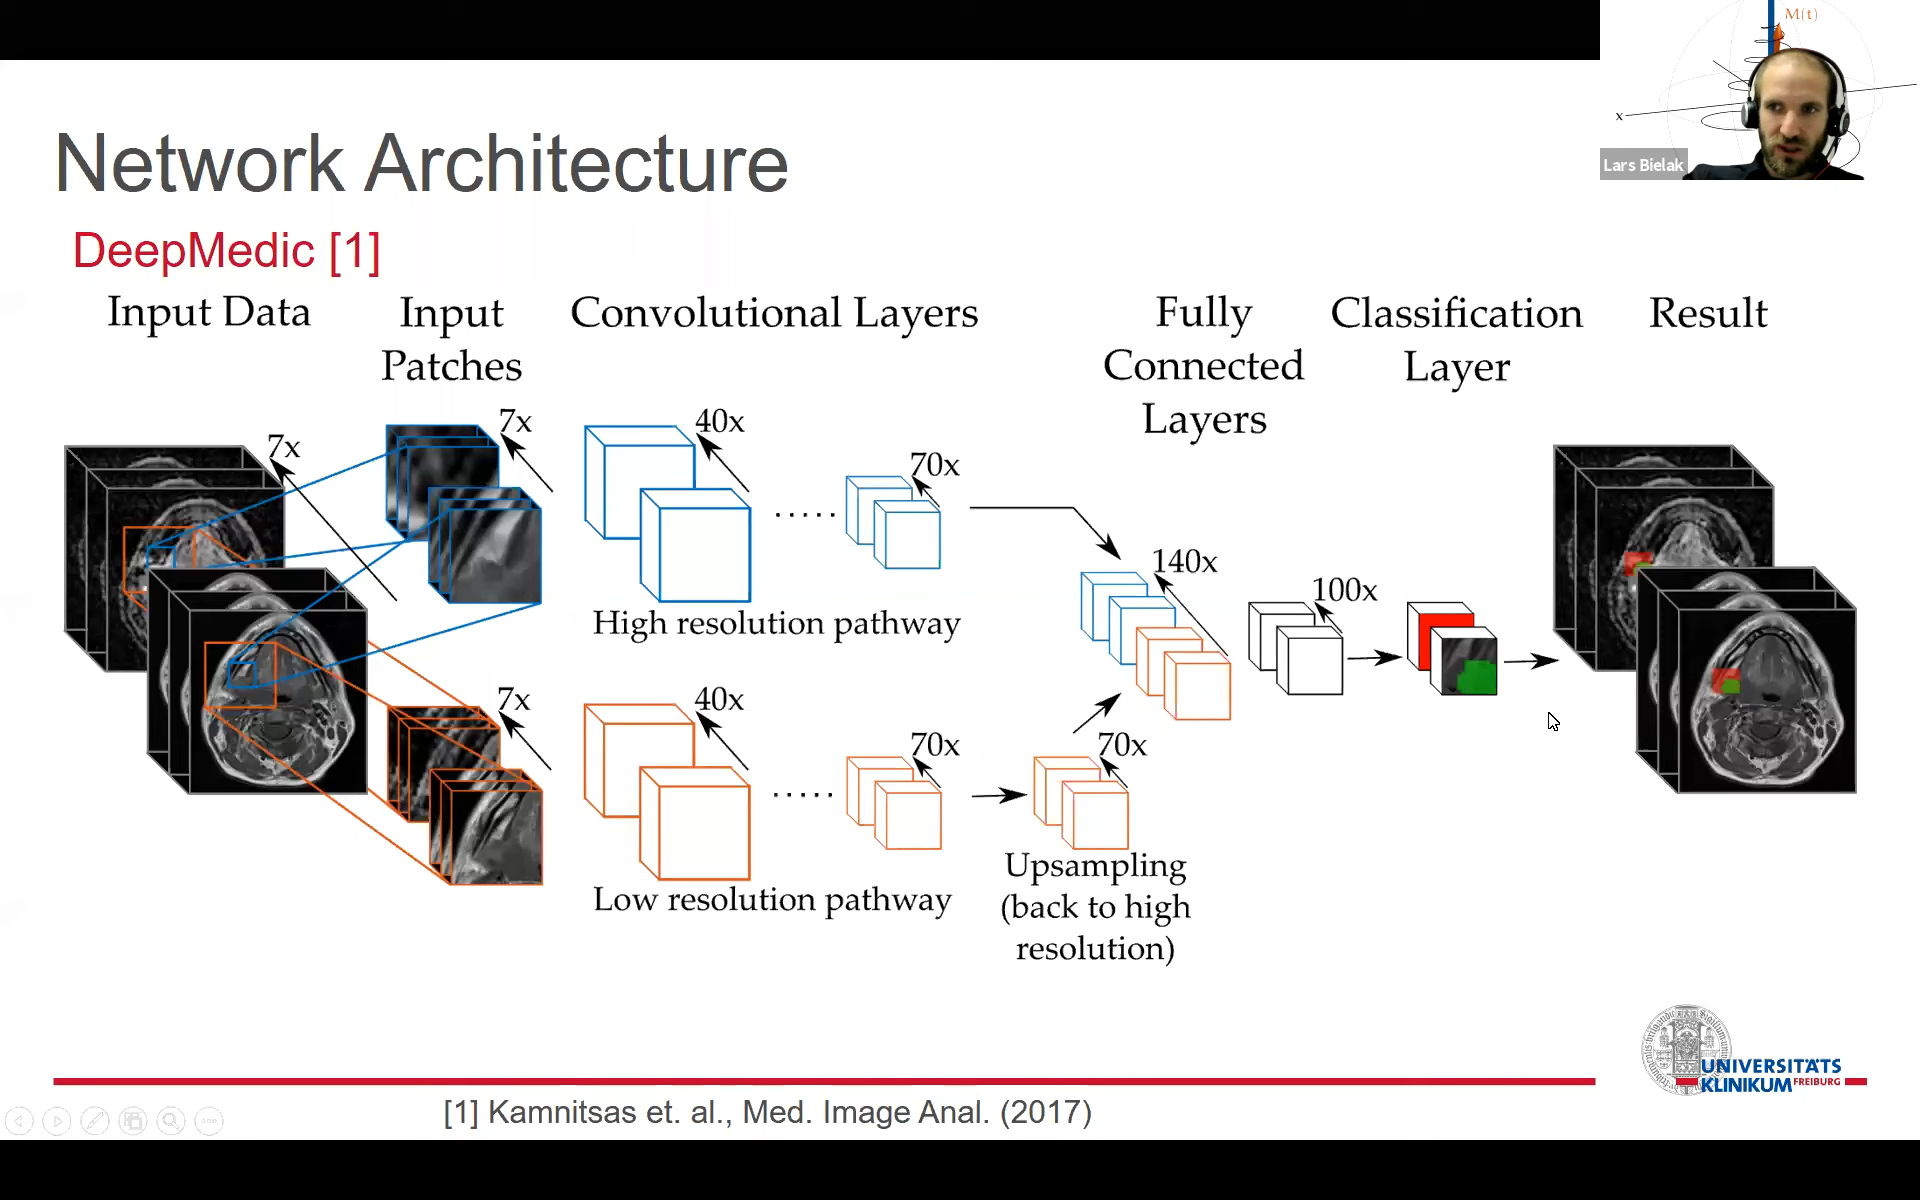 M(t)
x
Lars Bielak
Network Architecture
DeepMedic [1]
Input Data
Input
Patches
Convolutional Layers
Fully
Connected
Layers
Classification
Layer
Result
7x
7x
40x
70x
High resolution pathway
140x
100x
7x
40x
70x
70x
Low resolution pathway
Upsampling
(back to high
resolution)
UNIVERSITÄTS
KLINIKUM FREIBURG
[1] Kamnitsas et. al., Med. Image Anal. (2017)